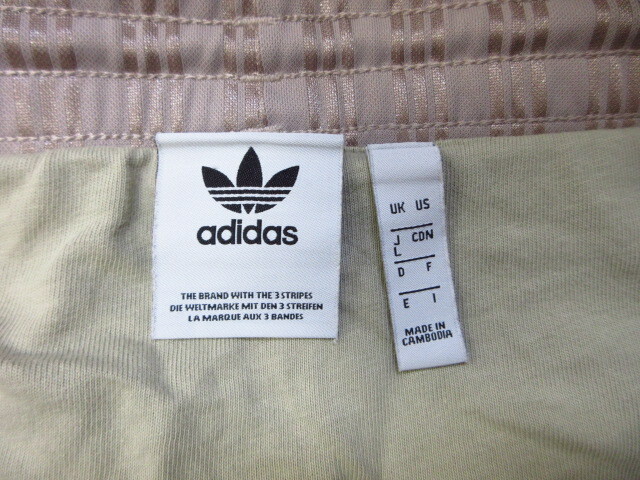 adidas
THE BRAND WITH THE 3 STRIPES
DIE WELTMARKE MIT DEN 3 STREIFEN
LA MARQUE AUX 3 BANDES
UK US
J CDN
L
D F
E I
MADE IN
CAMBODIA